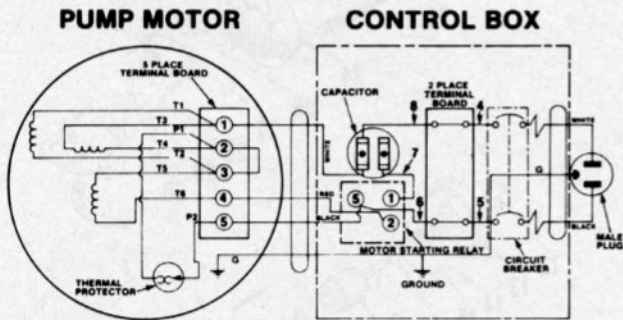 PUMP MOTOR
CONTROL BOX
5 PLACE
TERMINAL BOARD
T1
T3
P1
T4
T2
T5
T6
P2
1
2
3
4
5
THERMAL
PROTECTOR
G
WHITE
RED
BLACK
CAPACITOR
2 PLACE
TERMINAL
BOARD
8
7
6
4
5
5
1
2
MOTOR STARTING RELAY
GROUND
WHITE
G
BLACK
MALE
PLUG
CIRCUIT
BREAKER